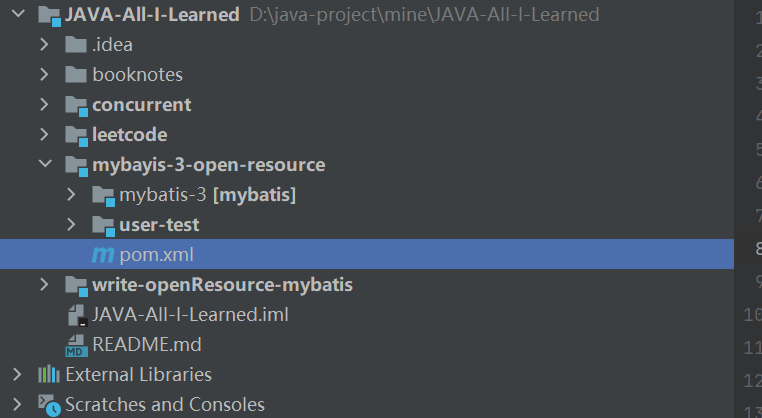 JAVA-All-I-Learned D:\java-project\mine\JAVA-All-I-Learned
.idea
booknotes
concurrent
leetcode
mybayis-3-open-resource
mybatis-3 [mybatis]
user-test
m pom.xml
write-openResource-mybatis
JAVA-All-I-Learned.iml
MD README.md
External Libraries
Scratches and Consoles
1
2
3
4
5
6
7
8
9
10
11
12
13